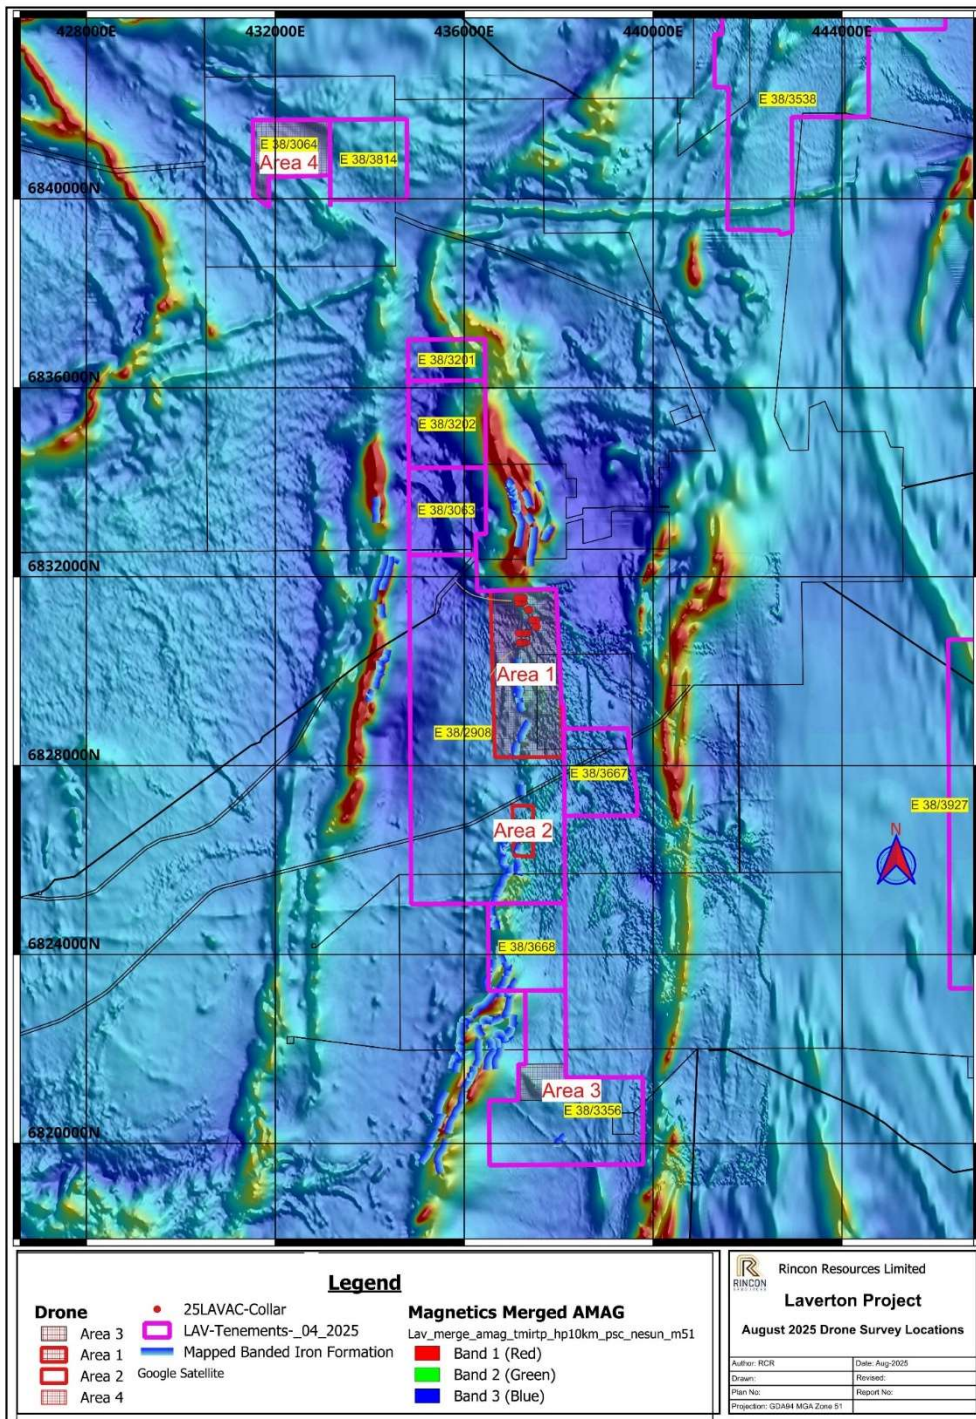 428000E
432000E
436000E
440000E
444000E
E 38/3538
E 38/3064
Area 4
E 38/3814
6840000N
E 38/3201
6836000N
E 38/3202
E 38/3063
6832000N
Area 1
E 38/2908
6828000N
E 38/3667
E 38/3927
N
Area 2
E 38/3668
6824000N
Area 3
E 38/3356
6820000N
Legend
Drone
Area 3
Area 1
Area 2
Area 4
25LAVAC-Collar
LAV-Tenements-_04_2025
Mapped Banded Iron Formation
Google Satellite
Magnetics Merged AMAG
Lav_merge_amag_tmirtp_hp10km_psc_nesun_m51
Band 1 (Red)
Band 2 (Green)
Band 3 (Blue)
RINCON
Rincon Resources Limited
Laverton Project
August 2025 Drone Survey Locations
Author: RCR
Date: Aug-2025
Drawn:
Revised:
Plan No:
Report No:
Projection: GDA94 MGA Zone 51